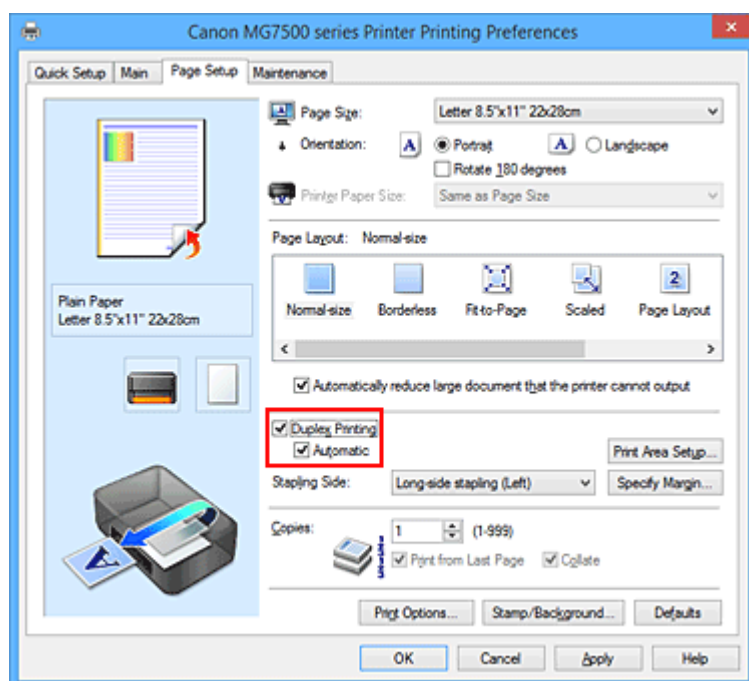 Canon MG7500 series Printer Printing Preferences
Quick Setup Main Page Setup Maintenance
Page Size: Letter 8.5"x11" 22x28cm
Orientation: A Portrait A Landscape
Rotate 180 degrees
Printer Paper Size: Same as Page Size
Page Layout: Normal-size
2
Normal-size Borderless Fit-to-Page Scaled Page Layout
Plain Paper
Letter 8.5"x11" 22x28cm
Automatically reduce large document that the printer cannot output
Duplex Printing
Automatic
Print Area Setup...
Stapling Side: Long-side stapling (Left) Specify Margin...
Copies: 1 (1-999)
Print from Last Page Collate
A
Print Options... Stamp/Background... Defaults
OK Cancel Apply Help